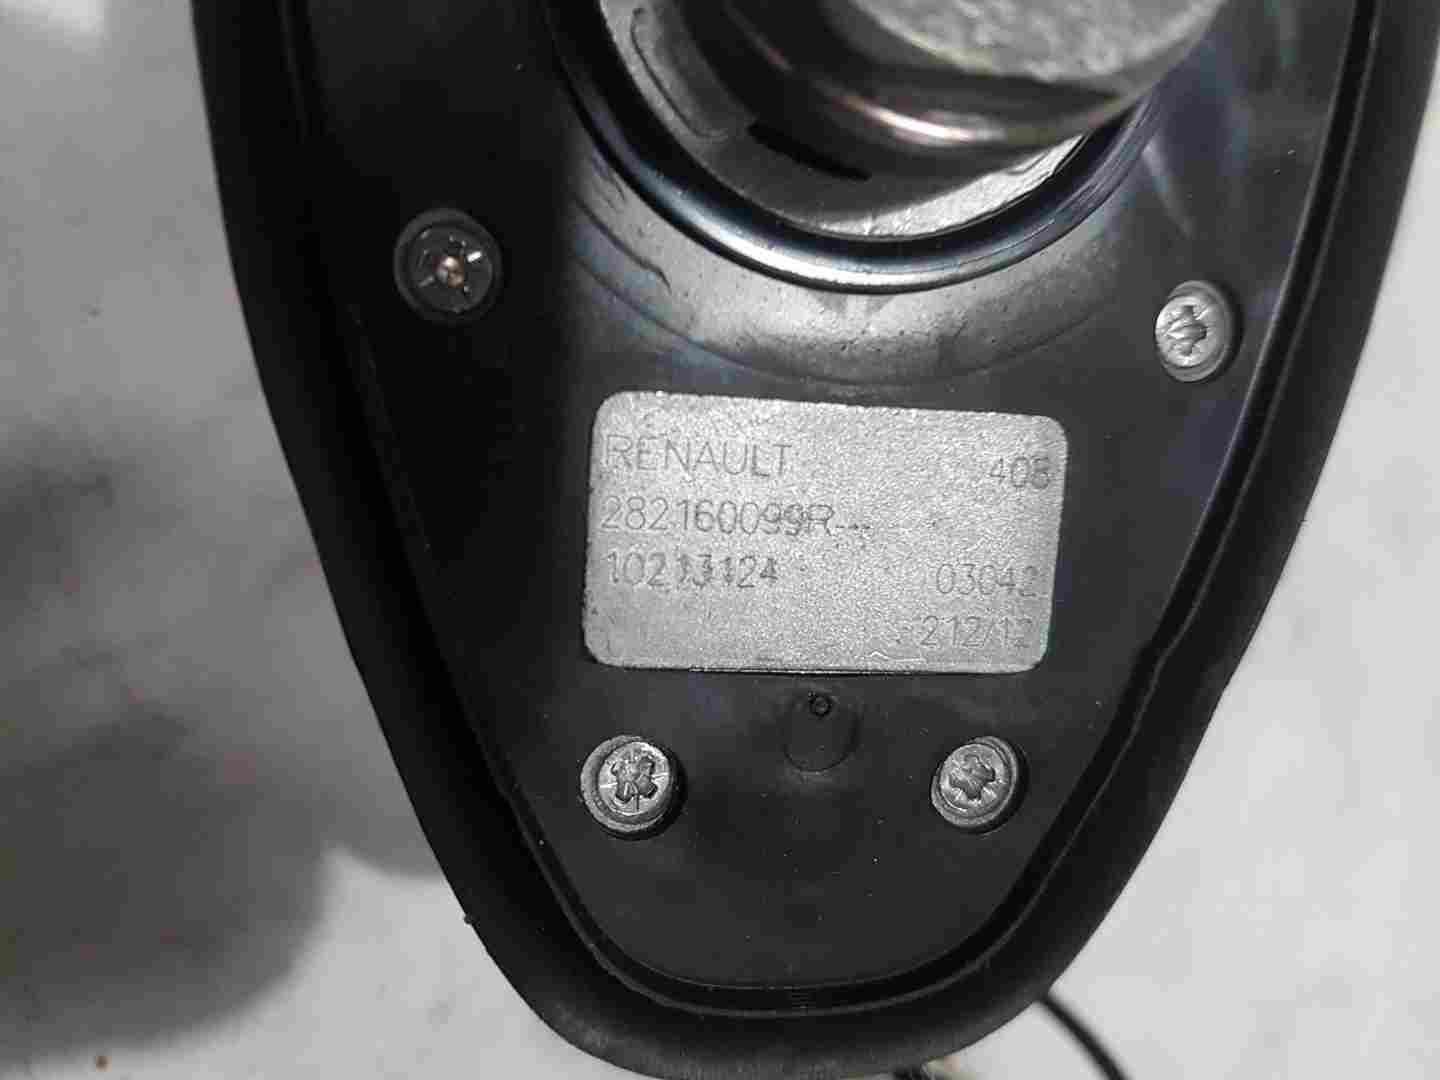 RENAULT 408
282160099R---
10213124 03042
212/12